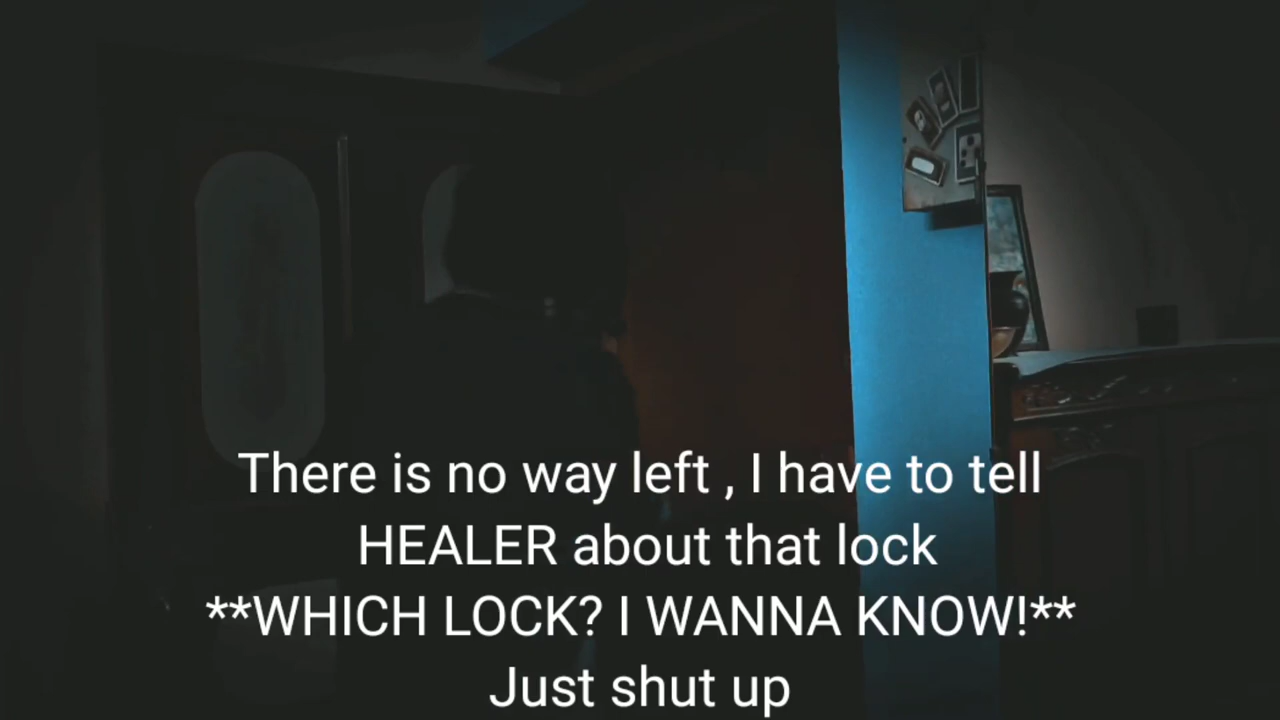 There is no way left , I have to tell
HEALER about that lock
**WHICH LOCK? I WANNA KNOW!**
Just shut up